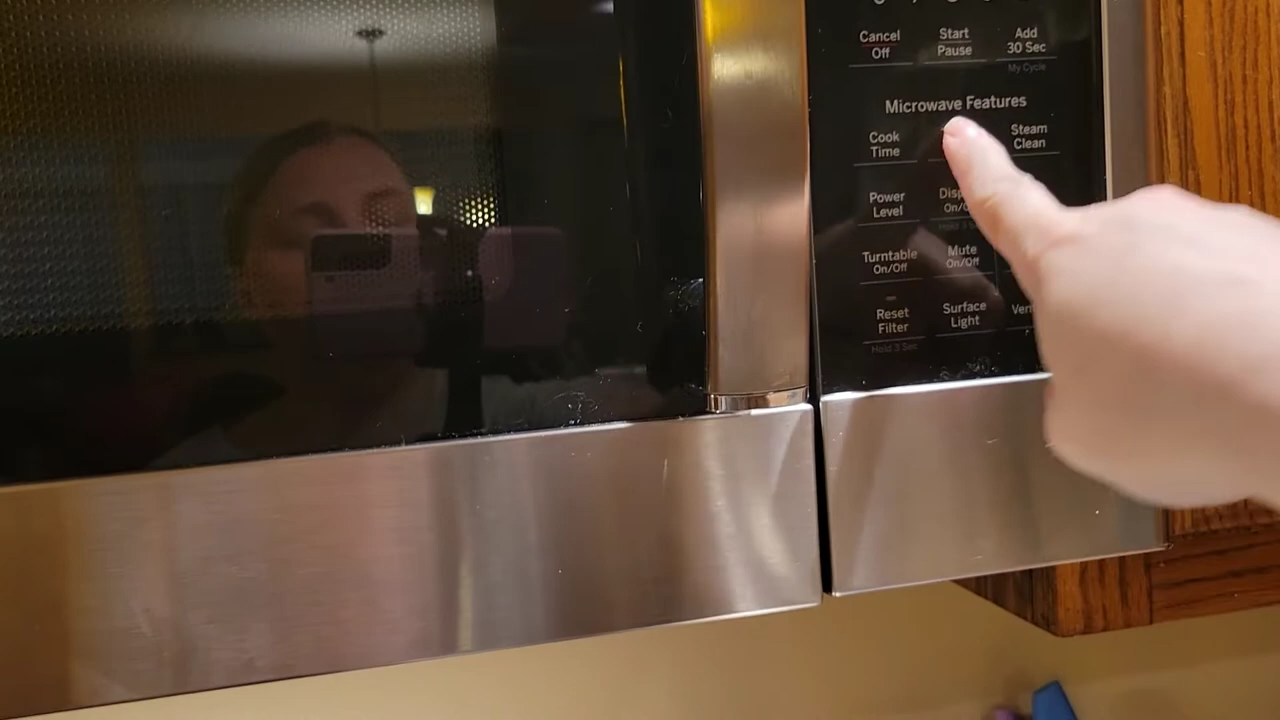 Cancel Off
Start Pause
Add 30 Sec
My Cycle
Microwave Features
Cook Time
Steam Clean
Power Level
On/
Turntable On/Off
Mute On/Off
Reset Filter
Surface Light
Hold 3 Sec